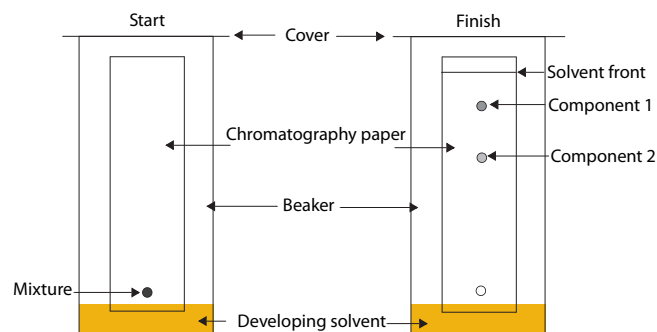 Start
Finish
Cover
Solvent front
Component 1
Chromatography paper
Component 2
Beaker
Mixture
Developing solvent